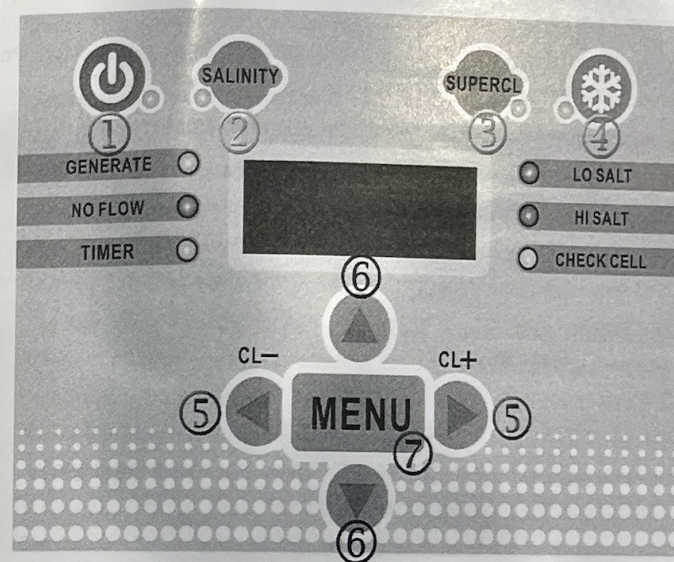 SALINITY
SUPERCL
① ② ③ ④
GENERATE
LO SALT
NO FLOW
HI SALT
TIMER
CHECK CELL
⑥
CL−
CL+
⑤ MENU ⑤
⑦
⑥